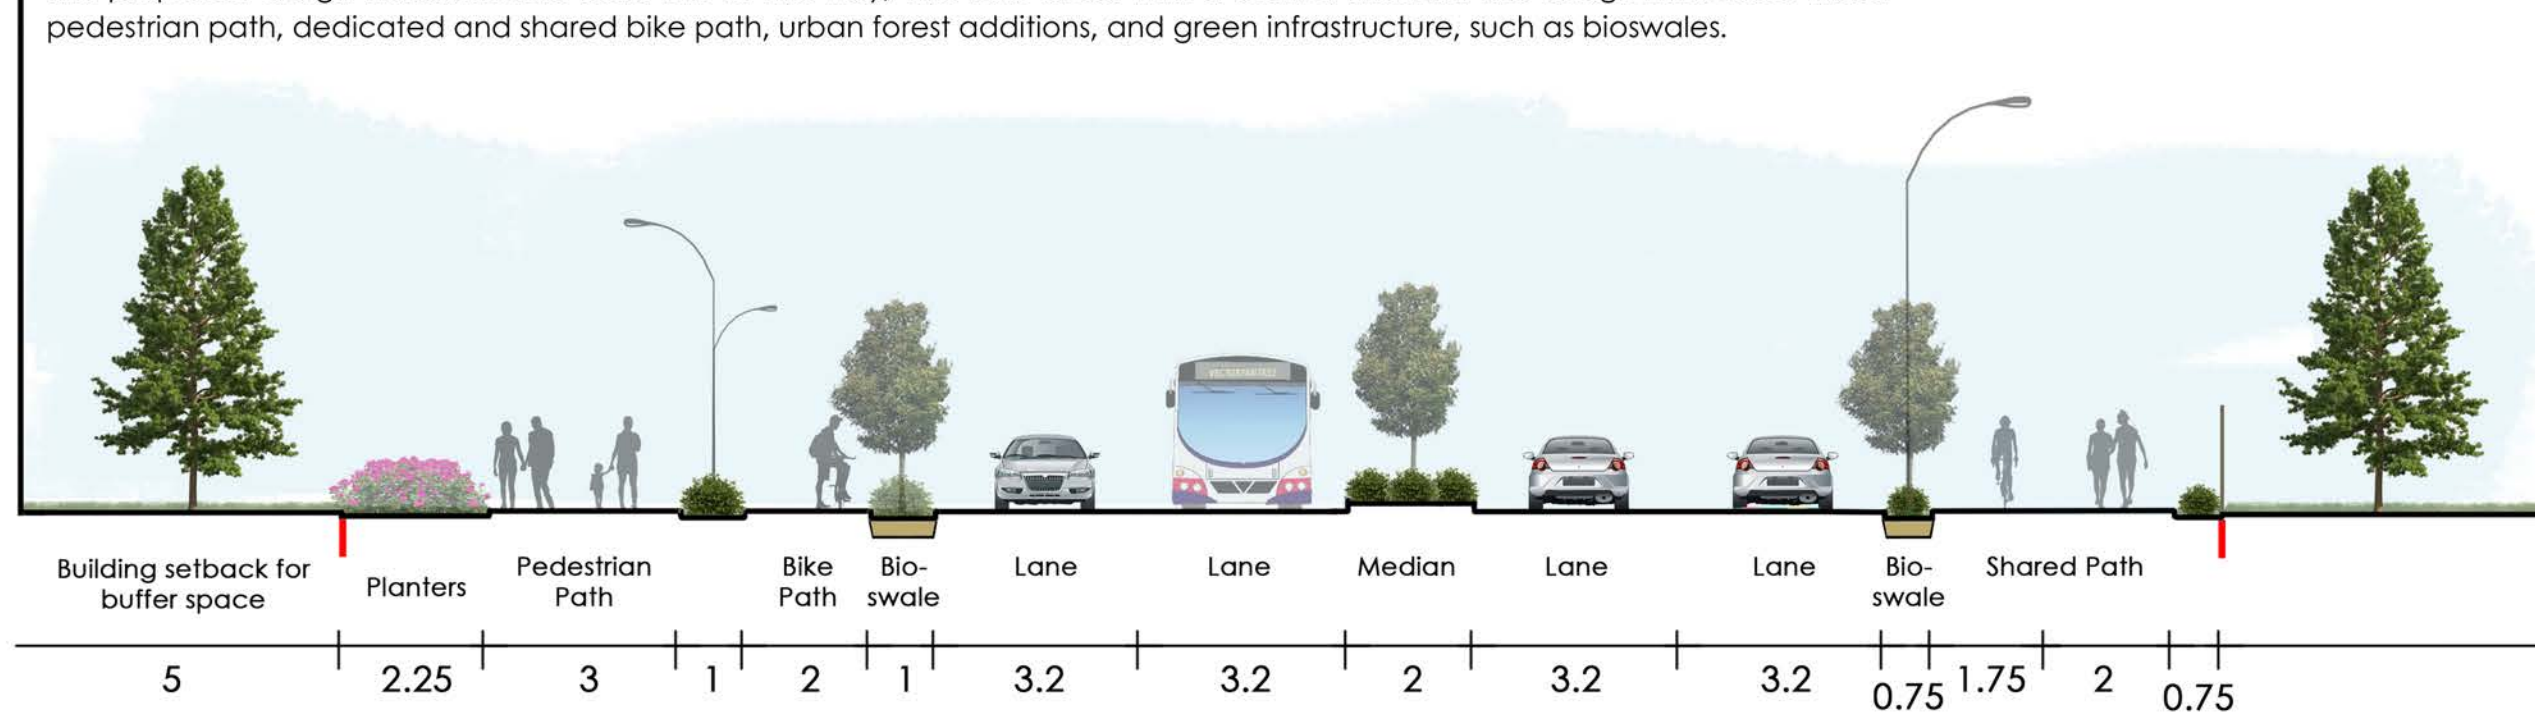 pedestrian path, dedicated and shared bike path, urban forest additions, and green infrastructure, such as bioswales.
Building setback for
buffer space
Planters
Pedestrian
Path
Bike
Path
Bio-
swale
Lane
Lane
Median
Lane
Lane
Bio-
swale
Shared Path
5
2.25
3
1
2
1
3.2
3.2
2
3.2
3.2
0.75
1.75
2
0.75